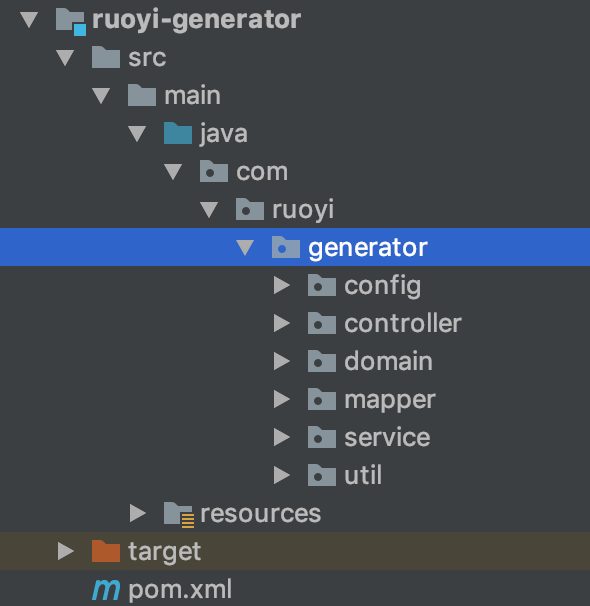 ruoyi-generator
src
main
java
com
ruoyi
generator
config
controller
domain
mapper
service
util
resources
target
m pom.xml